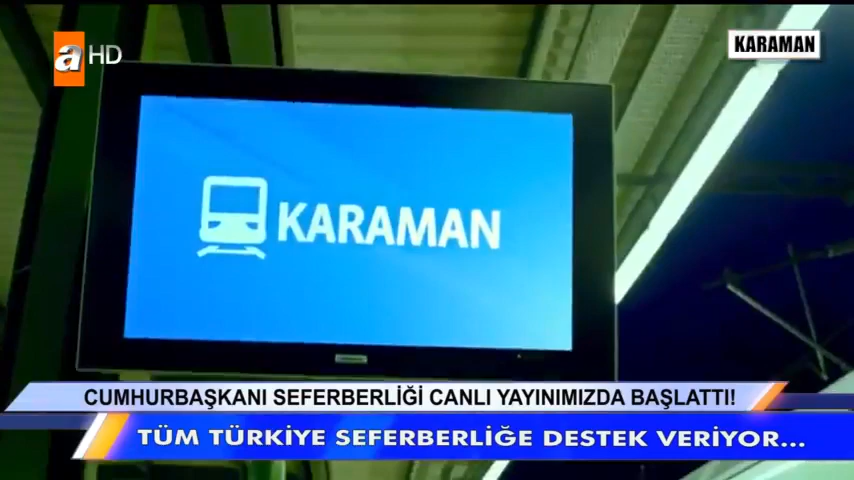 a HD
KARAMAN
KARAMAN
CUMHURBAŞKANI SEFERBERLİĞİ CANLI YAYINIMIZDA BAŞLATTI!
TÜM TÜRKİYE SEFERBERLİĞE DESTEK VERİYOR...